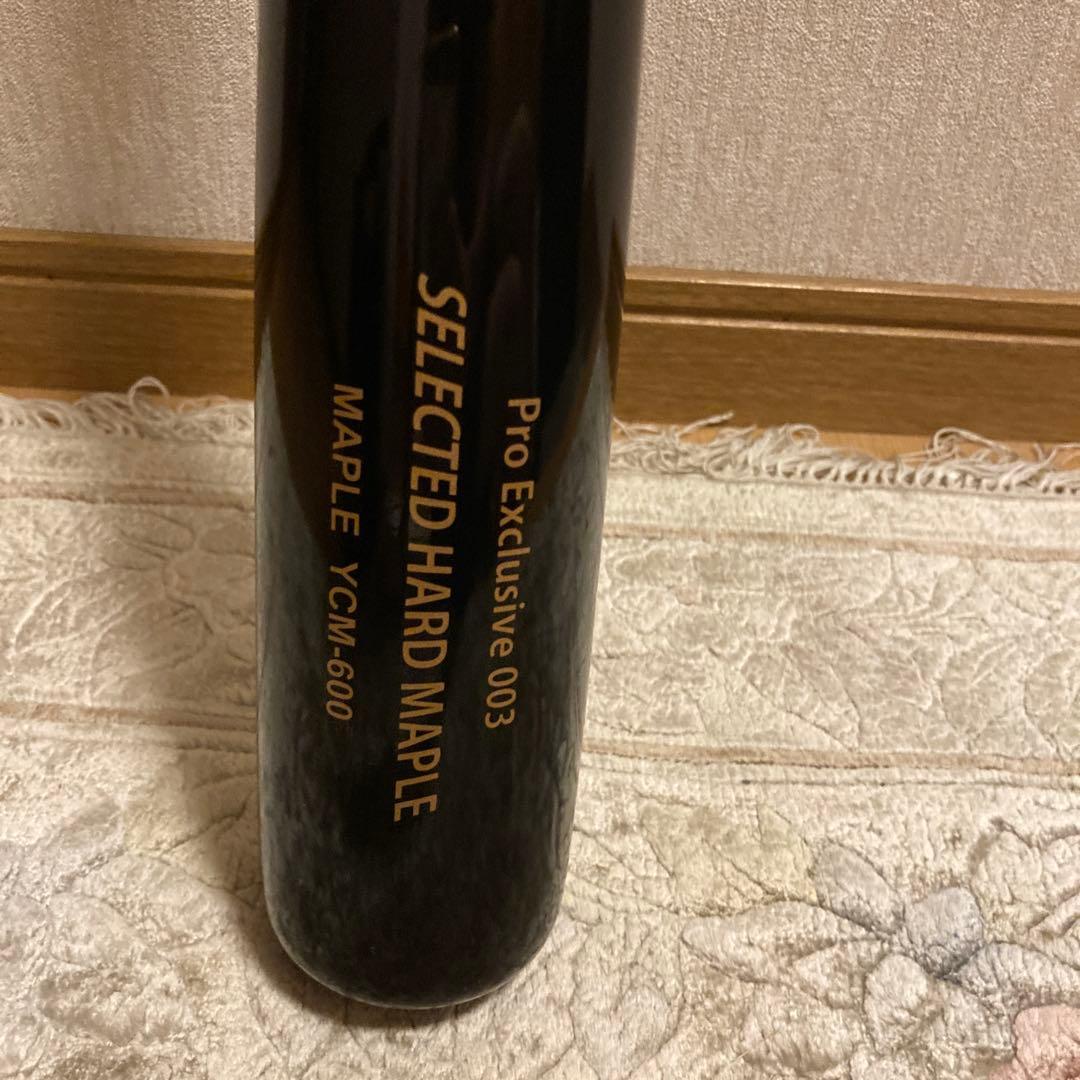 Pro Exclusive 003
SELECTED HARD MAPLE
MAPLE YCM-600